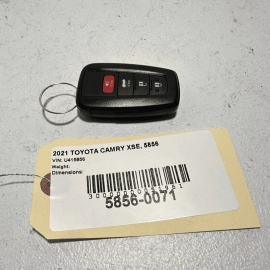 2021 TOYOTA CAMRY XSE, 5856
VIN: U415855
Weight:
Dimensions:
5856-0071